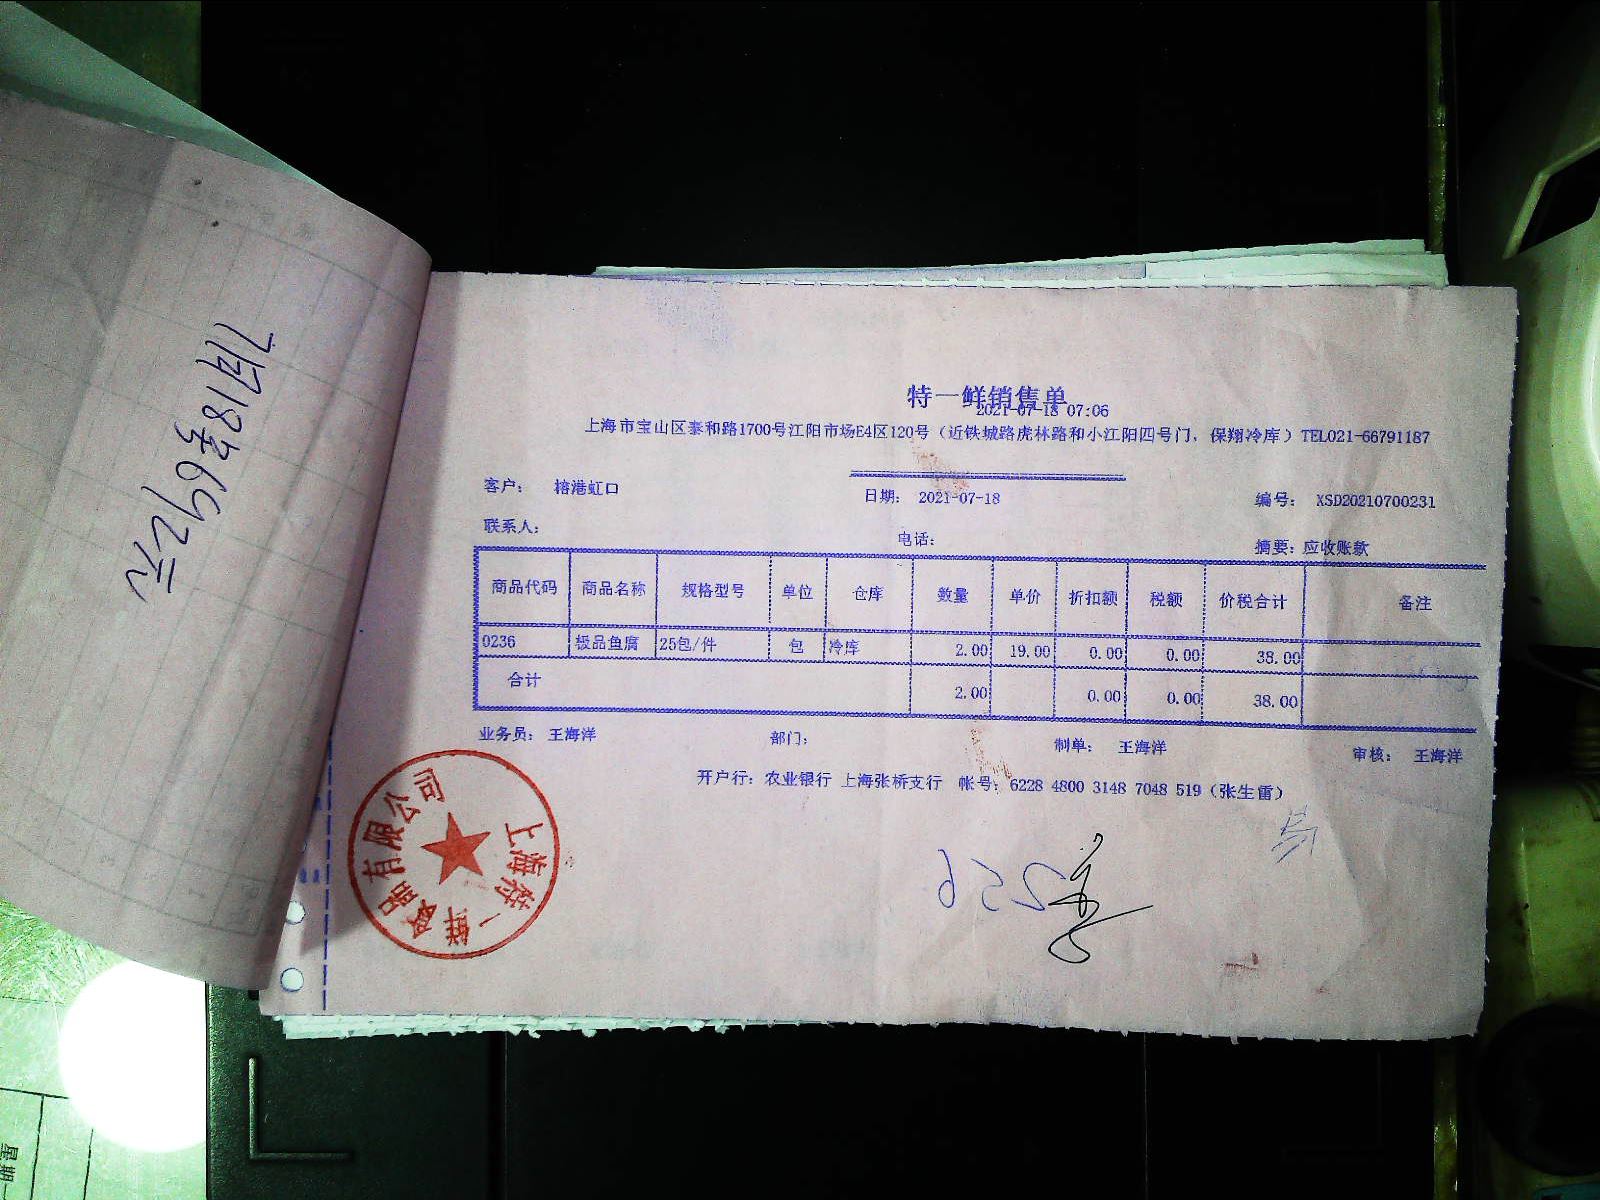 特一鲜销售单
2021-07-18 07:06
上海市宝山区泰和路1700号江阳市场E4区120号（近铁城路虎林路和小江阳四号门，保翔冷库）TEL021-66791187
客户： 榕港虹口 日期： 2021-07-18 编号： XSD20210700231
联系人： 电话： 摘要：应收账款
商品代码 商品名称 规格型号 单位 仓库 数量 单价 折扣额 税额 价税合计 备注
0236 极品鱼腐 25包/件 包 冷库 2.00 19.00 0.00 0.00 38.00
合计 2.00 0.00 0.00 38.00
业务员： 王海洋 部门： 制单： 王海洋 审核： 王海洋
开户行：农业银行 上海张桥支行 帐号：6228 4800 3148 7048 519（张生雷）
上海特一鲜食品有限公司
星期一